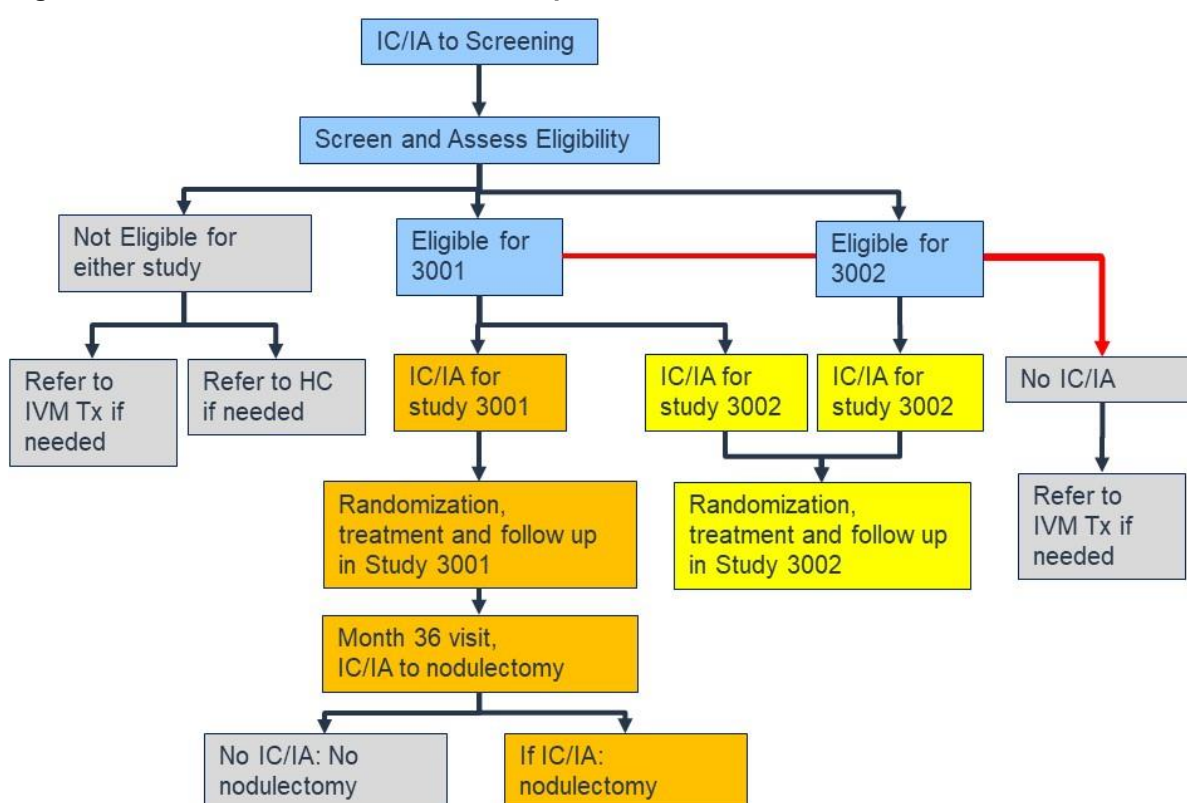 IC/IA to Screening
Screen and Assess Eligibility
Not Eligible for
either study
Eligible for
3001
Eligible for
3002
Refer to
IVM Tx if
needed
Refer to HC
if needed
IC/IA for
study 3001
IC/IA for
study 3002
IC/IA for
study 3002
No IC/IA
Randomization,
treatment and follow up
in Study 3001
Randomization,
treatment and follow up
in Study 3002
Refer to
IVM Tx if
needed
Month 36 visit,
IC/IA to nodulectomy
No IC/IA: No
nodulectomy
If IC/IA:
nodulectomy